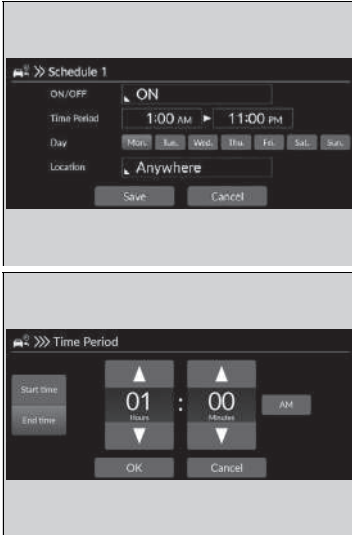 Schedule 1
ON/OFF ON
Time Period 1:00 AM 11:00 PM
Day Mon. Tue. Wed. Thu. Fri. Sat. Sun.
Location Anywhere
Save Cancel
Time Period
Start time
01 : 00 AM
Hours Minutes
End time
OK Cancel